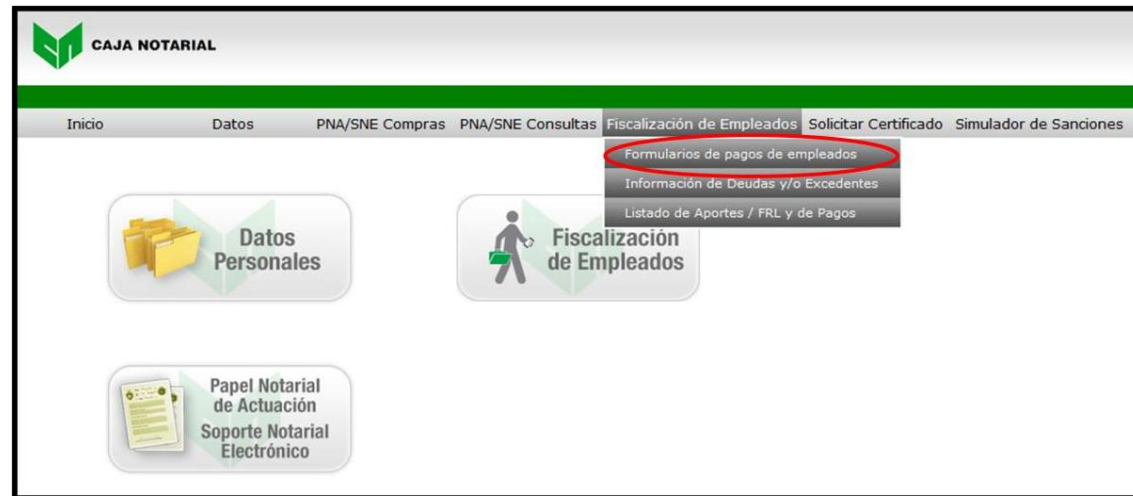 CAJA NOTARIAL
Inicio Datos PNA/SNE Compras PNA/SNE Consultas Fiscalización de Empleados Solicitar Certificado Simulador de Sanciones
Formularios de pagos de empleados
Información de Deudas y/o Excedentes
Listado de Aportes / FRL y de Pagos
Datos
Personales
Fiscalización
de Empleados
Papel Notarial
de Actuación
Soporte Notarial
Electrónico